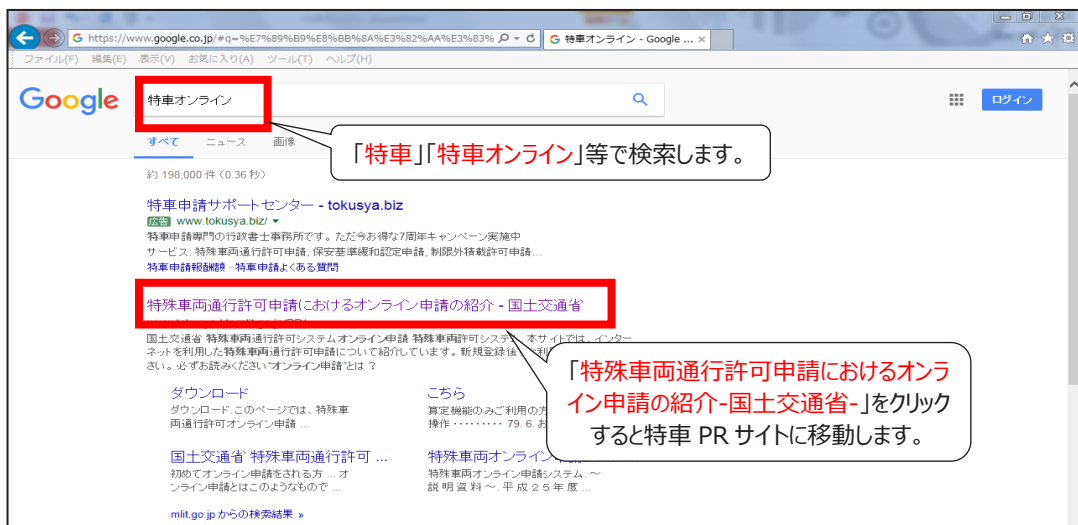 https://www.google.co.jp/#q=%E7%89%B9%E8%BB%8A%E3%82%AA%E3%83%
特車オンライン - Google ...
ファイル(F) 編集(E) 表示(V) お気に入り(A) ツール(T) ヘルプ(H)
Google
特車オンライン
ログイン
すべて ニュース 画像
「特車」「特車オンライン」等で検索します。
約 198,000 件 (0.36 秒)
特車申請サポートセンター - tokusya.biz
広告 www.tokusya.biz/
特車申請専門の行政書士事務所です。ただ今お得な7周年キャンペーン実施中
サービス: 特殊車両通行許可申請, 保安基準緩和認定申請, 制限外積載許可申請...
特車申請報酬額 - 特車申請よくある質問
特殊車両通行許可申請におけるオンライン申請の紹介 - 国土交通省
国土交通省 特殊車両通行許可システムオンライン申請 特殊車両許可システム. 本サイトでは、インター
ネットを利用した特殊車両通行許可申請について紹介しています。新規登録後
さい。必ずお読みください"オンライン申請"とは ?
「特殊車両通行許可申請におけるオンラ
イン申請の紹介-国土交通省-」をクリック
すると特車 PR サイトに移動します。
ダウンロード
ダウンロード. このページでは、特殊車
両通行許可オンライン申請 ...
こちら
算定機能のみご利用の方
操作 ········· 79. 6. お
国土交通省 特殊車両通行許可 ...
初めてオンライン申請をされる方 ... オ
ンライン申請とはこのようなもので ...
特殊車両オンライン申
特殊車両オンライン申請システム. ～
説明資料～. 平成２５年度 ...
mlit.go.jp からの検索結果 »